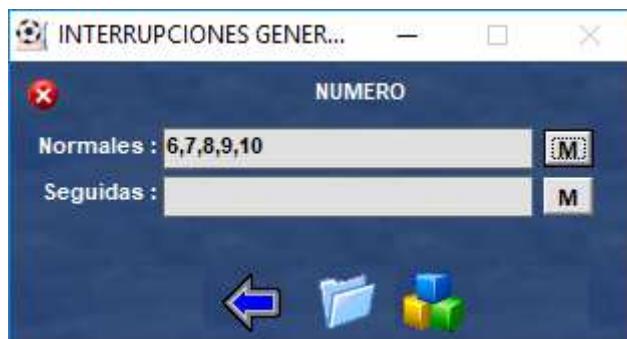 INTERRUPCIONES GENER...
NUMERO
Normales : 6,7,8,9,10 M
Seguidas : M